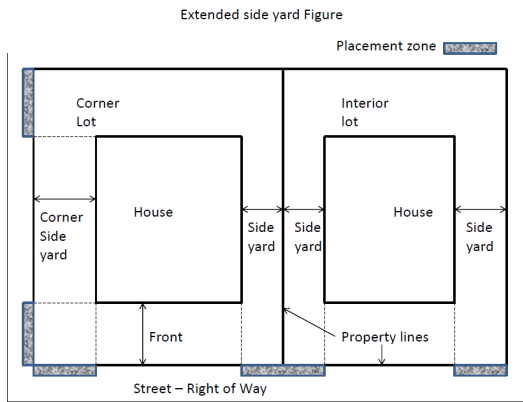 Extended side yard Figure
Placement zone
Corner
Lot
Interior
lot
House
House
Corner
Side
yard
Side
yard
Side
yard
Side
yard
Front
Property lines
Street – Right of Way